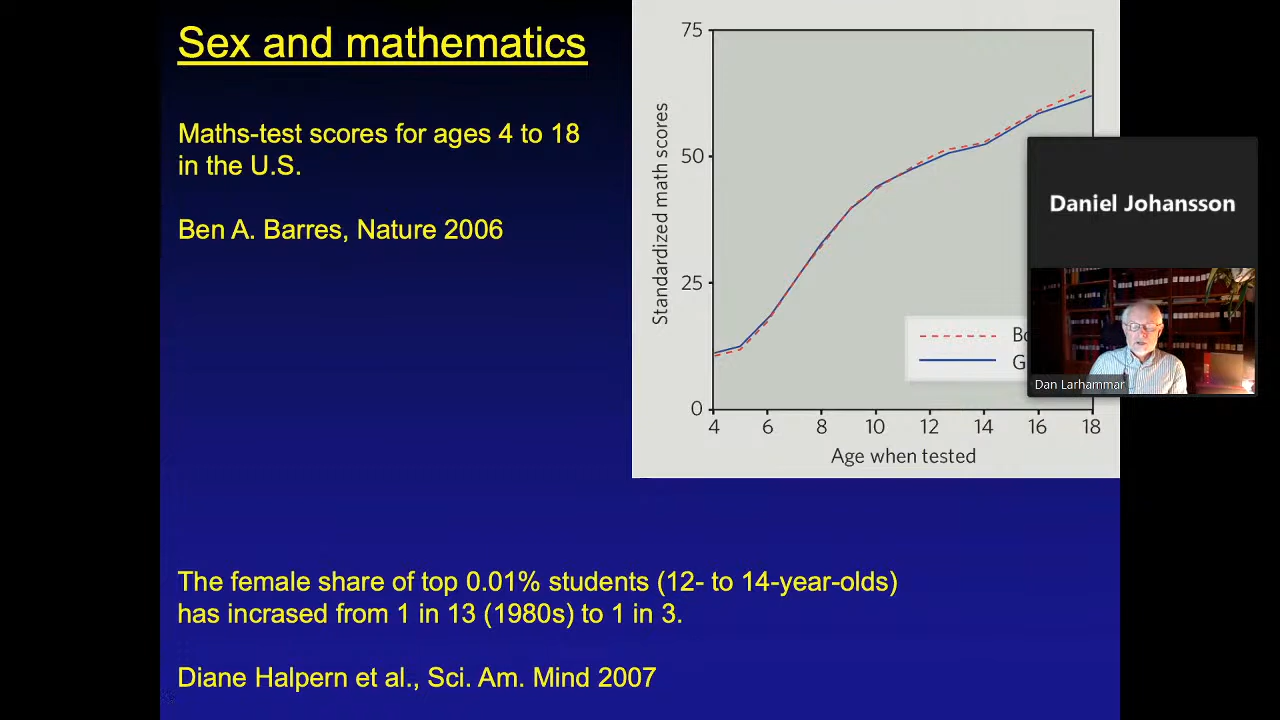 Sex and mathematics
Maths-test scores for ages 4 to 18
in the U.S.
Ben A. Barres, Nature 2006
75
50
25
0
Standardized math scores
4 6 8 10 12 14 16 18
Age when tested
Daniel Johansson
Dan Larhammar
The female share of top 0.01% students (12- to 14-year-olds)
has incrased from 1 in 13 (1980s) to 1 in 3.
Diane Halpern et al., Sci. Am. Mind 2007